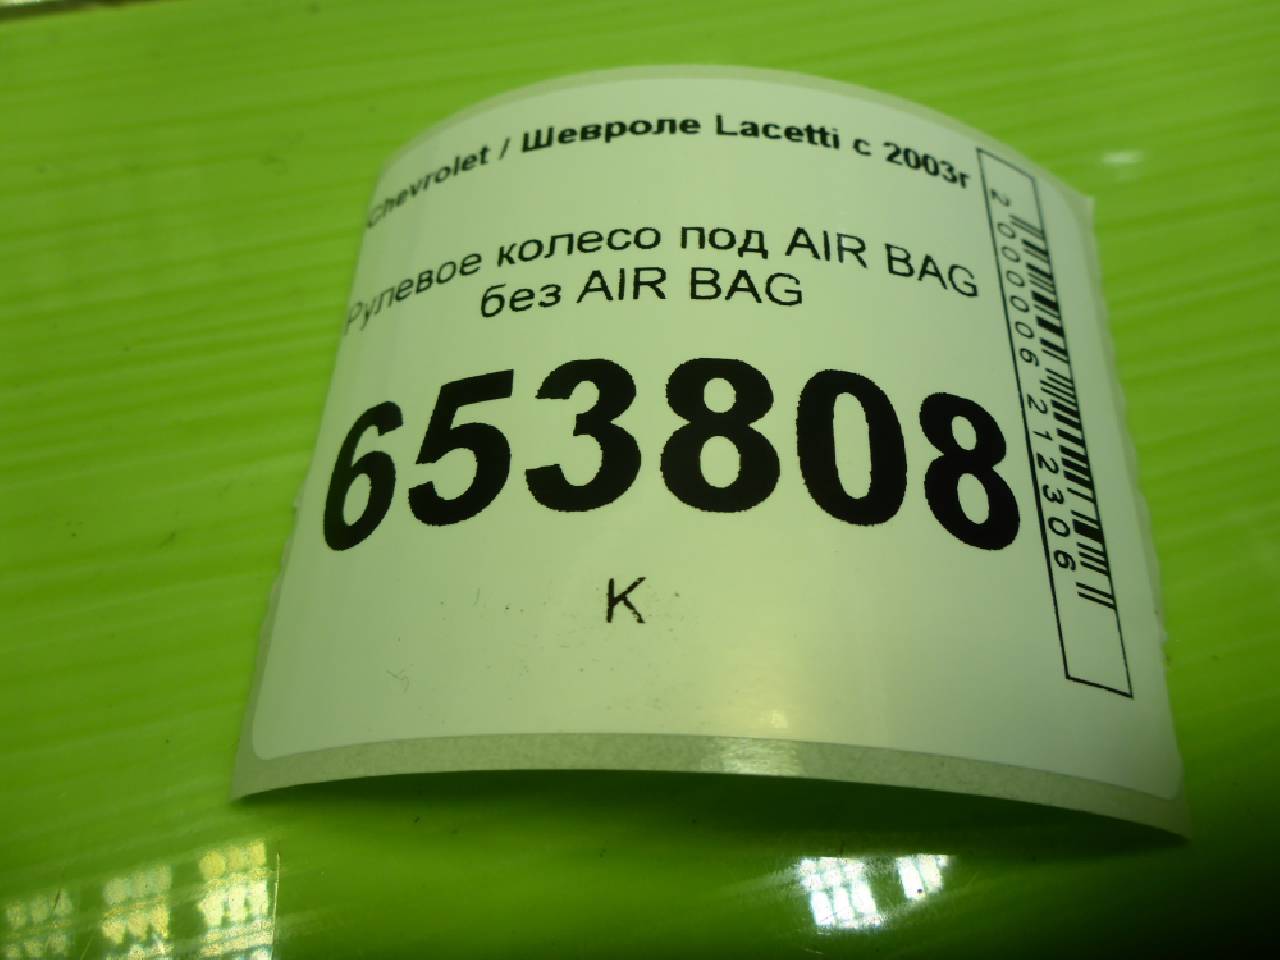 Chevrolet / Шевроле Lacetti с 2003г
Рулевое колесо под AIR BAG
без AIR BAG
653808
К
2000006212306